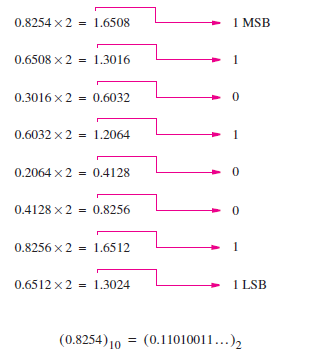 0.8254 × 2 = 1.6508 1 MSB
0.6508 × 2 = 1.3016 1
0.3016 × 2 = 0.6032 0
0.6032 × 2 = 1.2064 1
0.2064 × 2 = 0.4128 0
0.4128 × 2 = 0.8256 0
0.8256 × 2 = 1.6512 1
0.6512 × 2 = 1.3024 1 LSB
(0.8254)₁₀ = (0.11010011…)₂